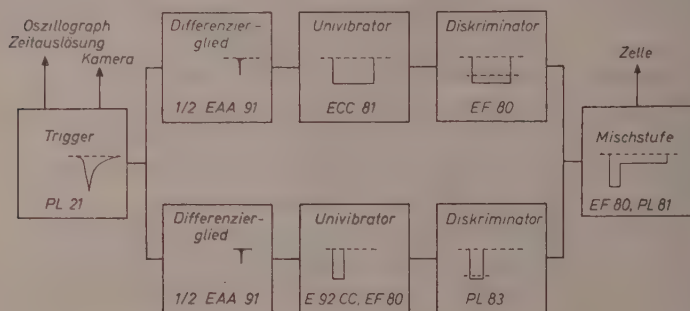 Oszillograph
Zeitauslösung
Kamera
Trigger
PL 21
Differenzier-
glied
1/2 EAA 91
Univibrator
ECC 81
Diskriminator
EF 80
Differenzier-
glied
1/2 EAA 91
Univibrator
E 92 CC, EF 80
Diskriminator
PL 83
Zelle
Mischstufe
EF 80, PL 81